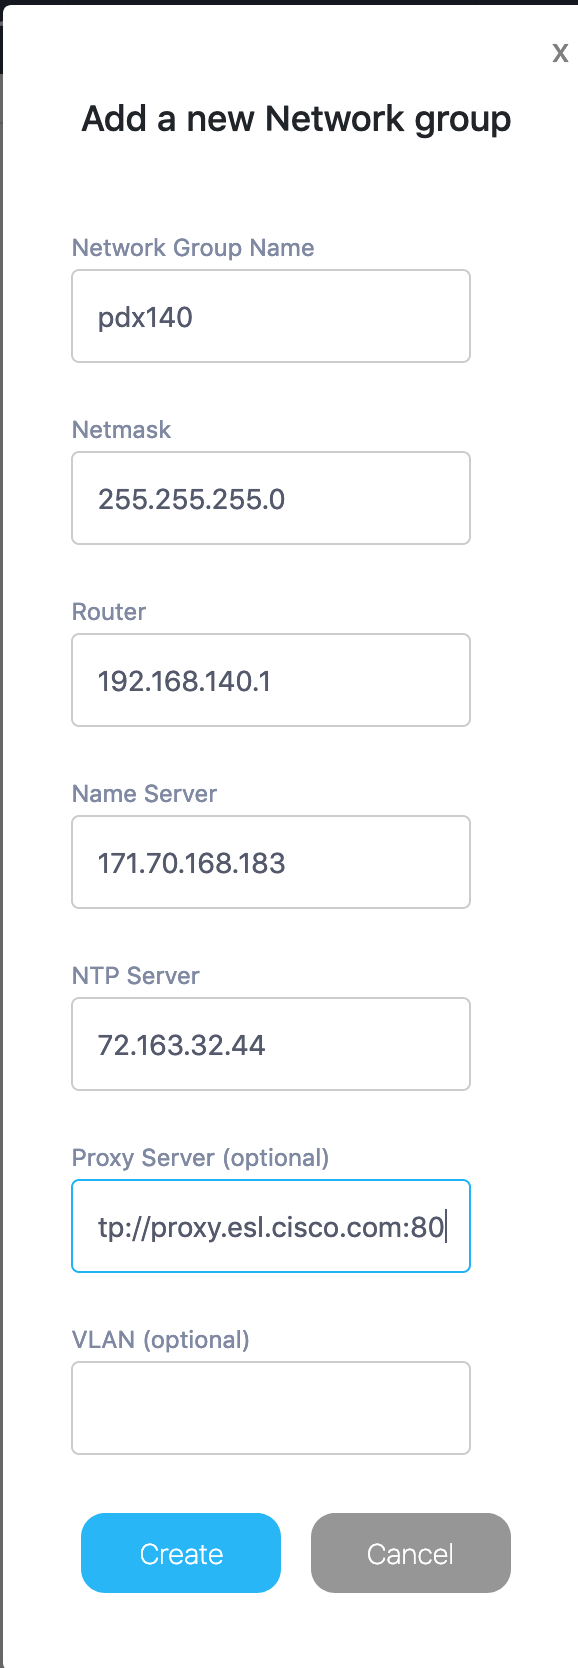 X
Add a new Network group
Network Group Name
pdx140
Netmask
255.255.255.0
Router
192.168.140.1
Name Server
171.70.168.183
NTP Server
72.163.32.44
Proxy Server (optional)
tp://proxy.esl.cisco.com:80
VLAN (optional)
Create
Cancel